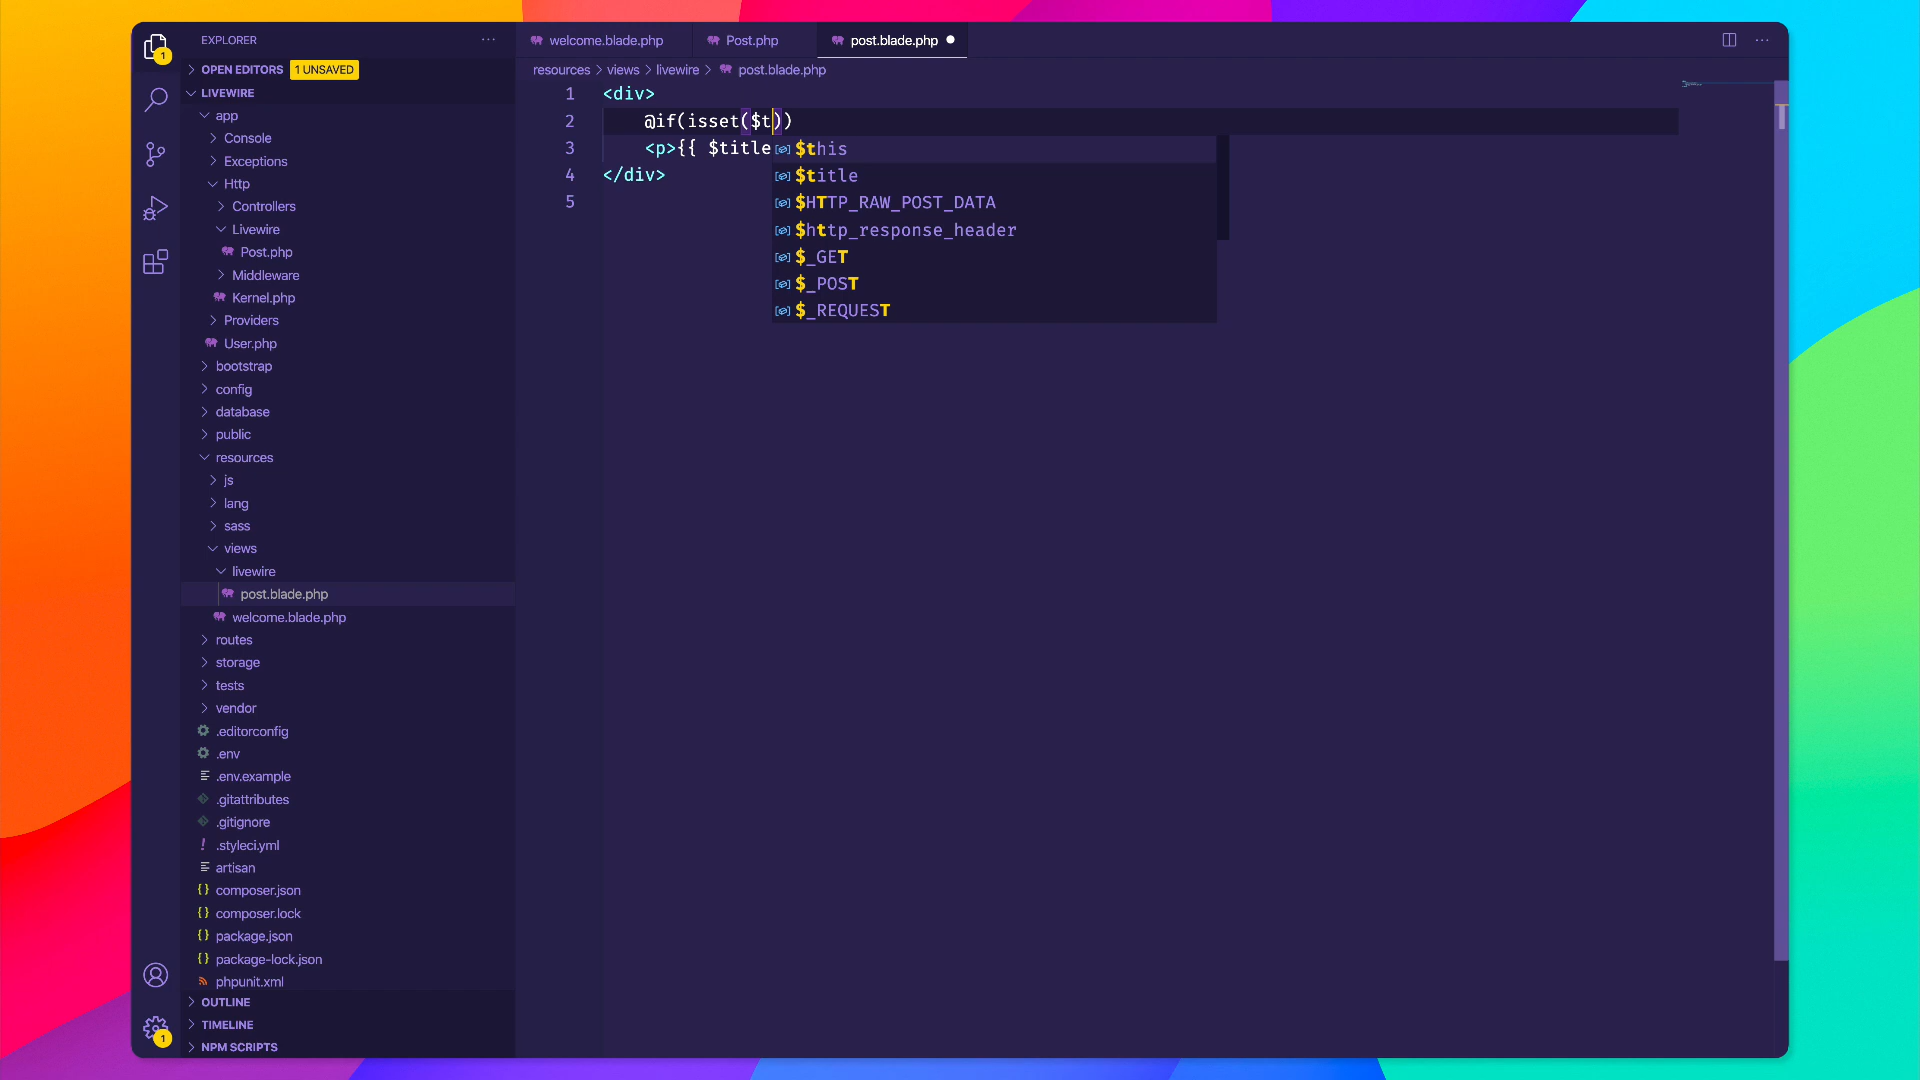 EXPLORER
OPEN EDITORS 1 UNSAVED
LIVEWIRE
app
Console
Exceptions
Http
Controllers
Livewire
Post.php
Middleware
Kernel.php
Providers
User.php
bootstrap
config
database
public
resources
js
lang
sass
views
livewire
post.blade.php
welcome.blade.php
routes
storage
tests
vendor
.editorconfig
.env
.env.example
.gitattributes
.gitignore
.styleci.yml
artisan
composer.json
composer.lock
package.json
package-lock.json
phpunit.xml
OUTLINE
TIMELINE
NPM SCRIPTS
1
1
welcome.blade.php Post.php post.blade.php
resources > views > livewire > post.blade.php
1 <div>
2 @if(isset($t))
3 <p>{{ $title
4 </div>
5
$this
$title
$HTTP_RAW_POST_DATA
$http_response_header
$_GET
$_POST
$_REQUEST